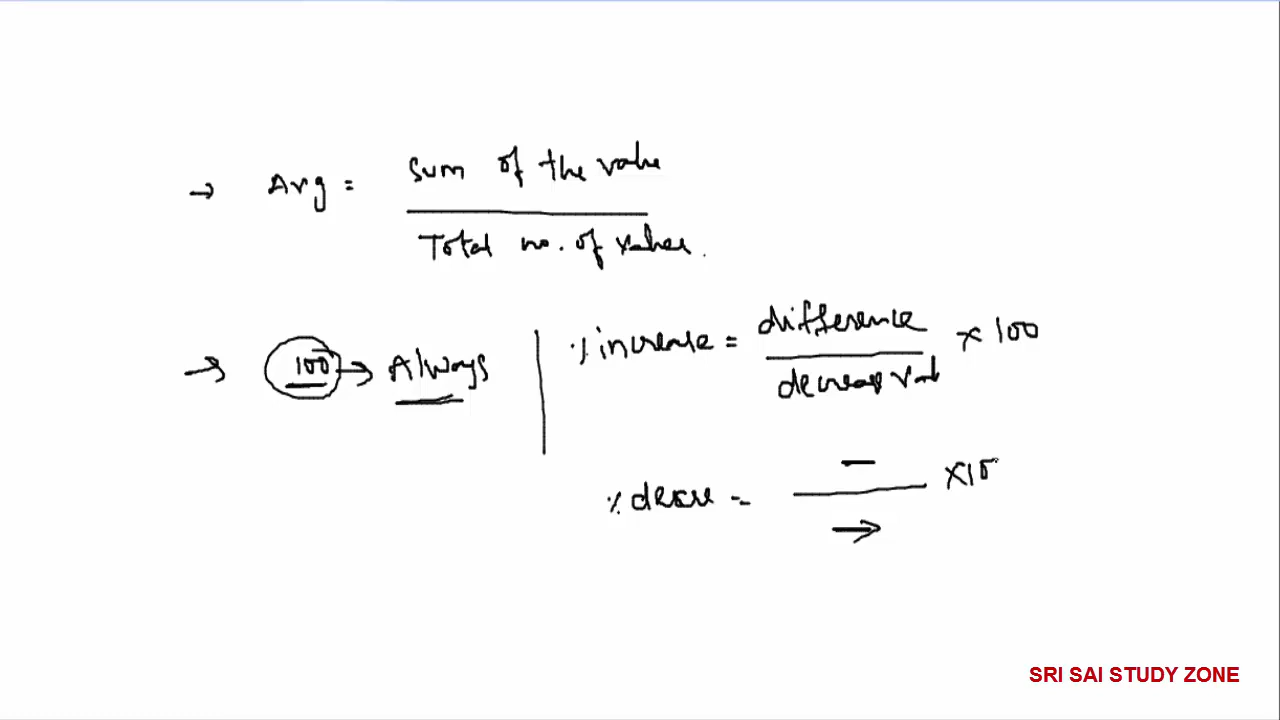 → Avg = sum of the value
Total no. of values.
→ 100 → Always
% increase = difference × 100
decrease val
% decre = — ×10
→
SRI SAI STUDY ZONE